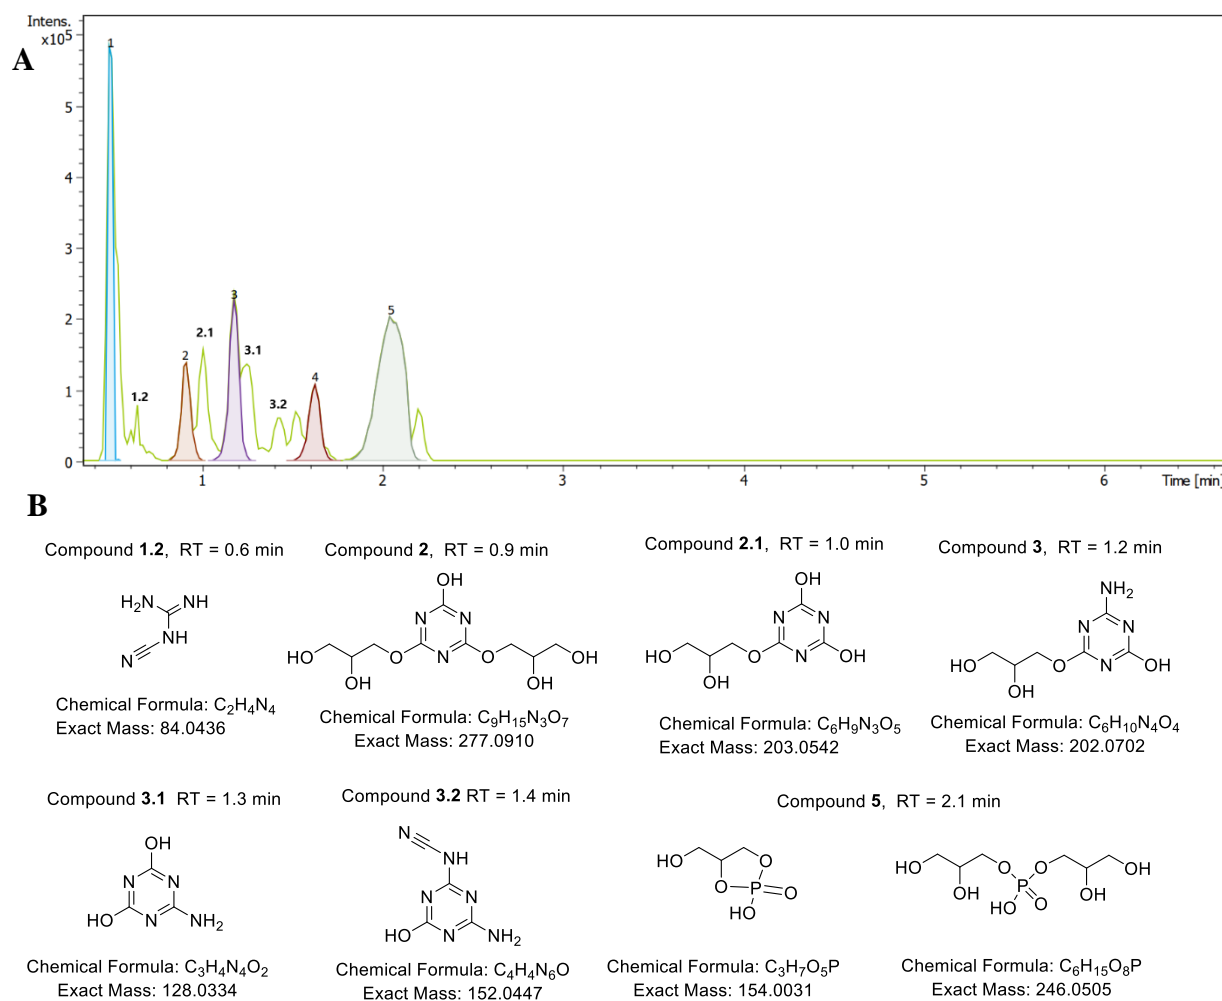 A
Intens.
x10⁵
5
4
3
2
1
0
1
1.2
2
2.1
3
3.1
3.2
4
5
1
2
3
4
5
6
Time [min]
B
Compound 1.2, RT = 0.6 min
H₂N
NH
NH
N
Chemical Formula: C₂H₄N₄
Exact Mass: 84.0436
Compound 2, RT = 0.9 min
OH
N
N
HO
O
N
O
OH
OH
OH
Chemical Formula: C₉H₁₅N₃O₇
Exact Mass: 277.0910
Compound 2.1, RT = 1.0 min
OH
N
N
HO
O
N
OH
OH
Chemical Formula: C₆H₉N₃O₅
Exact Mass: 203.0542
Compound 3, RT = 1.2 min
NH₂
N
N
HO
O
N
OH
OH
Chemical Formula: C₆H₁₀N₄O₄
Exact Mass: 202.0702
Compound 3.1 RT = 1.3 min
OH
N
N
HO
N
NH₂
Chemical Formula: C₃H₄N₄O₂
Exact Mass: 128.0334
Compound 3.2 RT = 1.4 min
N
NH
N
N
HO
N
NH₂
Chemical Formula: C₄H₄N₆O
Exact Mass: 152.0447
Compound 5, RT = 2.1 min
HO
O
O
P
O
HO
Chemical Formula: C₃H₇O₅P
Exact Mass: 154.0031
HO
O
O
OH
OH
P
OH
HO
O
Chemical Formula: C₆H₁₅O₈P
Exact Mass: 246.0505